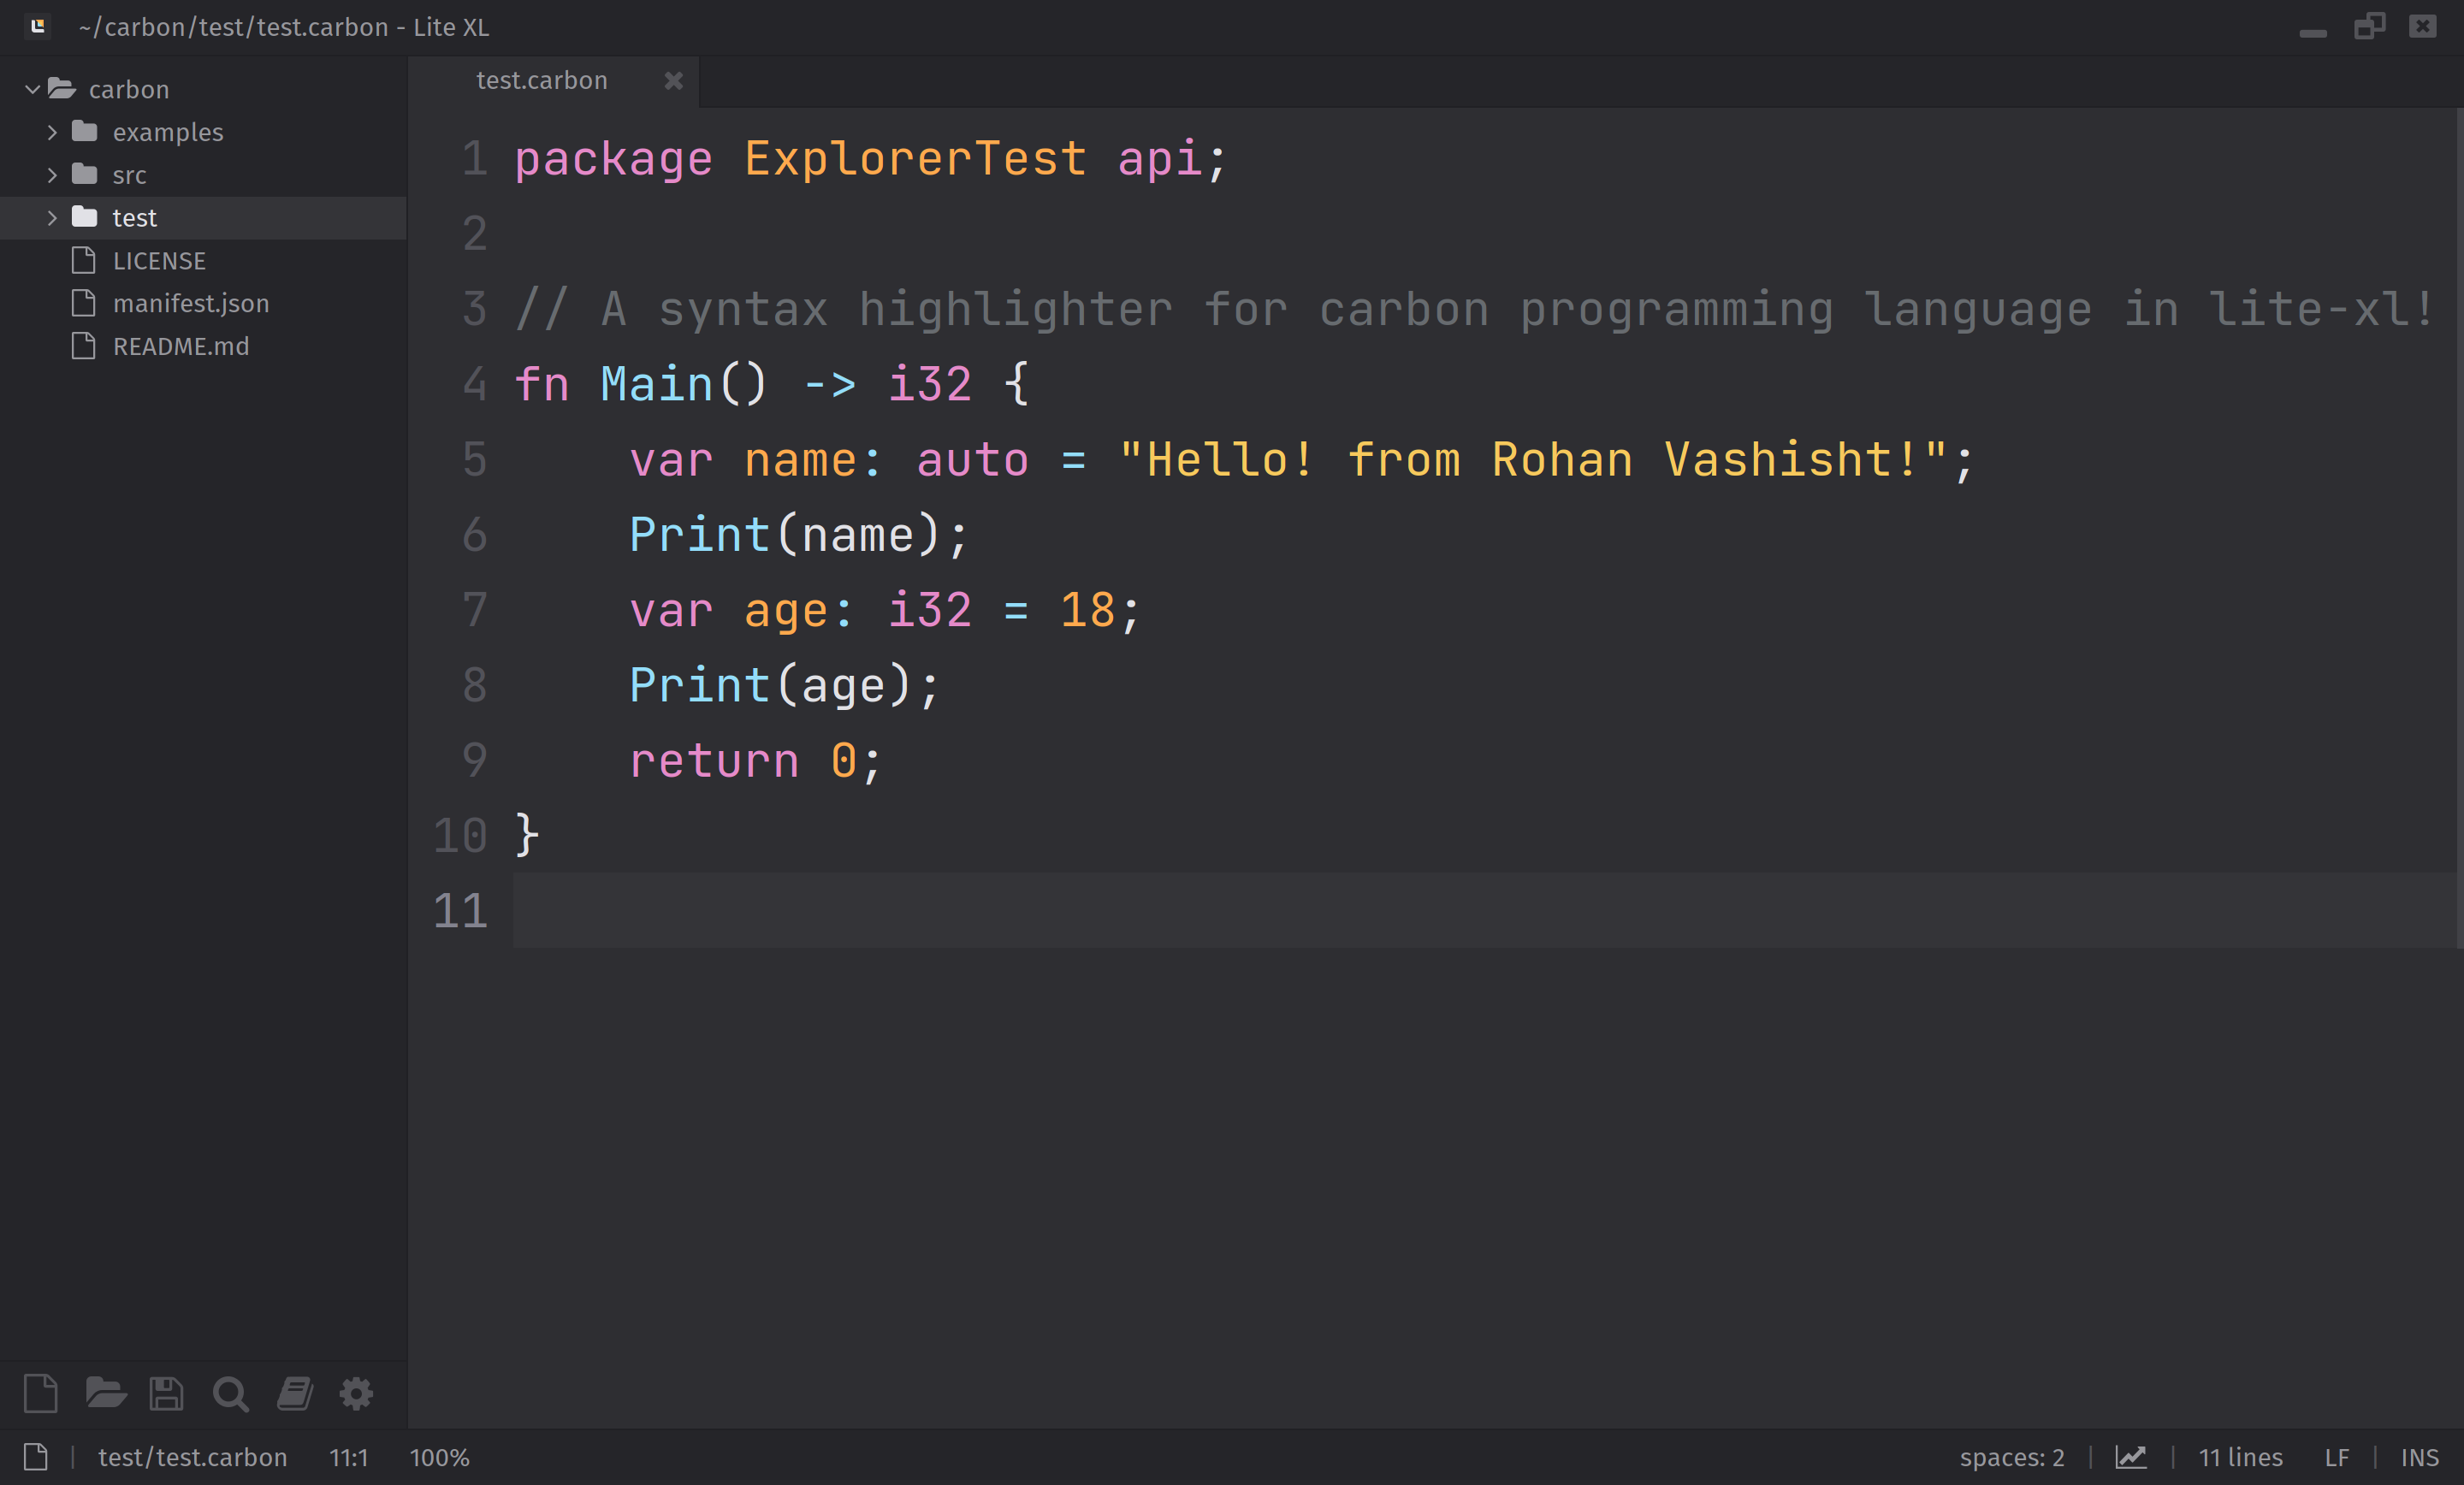 ~/carbon/test/test.carbon - Lite XL
carbon
examples
src
test
LICENSE
manifest.json
README.md
test.carbon
1 package ExplorerTest api;
2
3 // A syntax highlighter for carbon programming language in lite-xl!
4 fn Main() -> i32 {
5     var name: auto = "Hello! from Rohan Vashisht!";
6     Print(name);
7     var age: i32 = 18;
8     Print(age);
9     return 0;
10 }
11
test/test.carbon 11:1 100% spaces: 2 11 lines LF INS